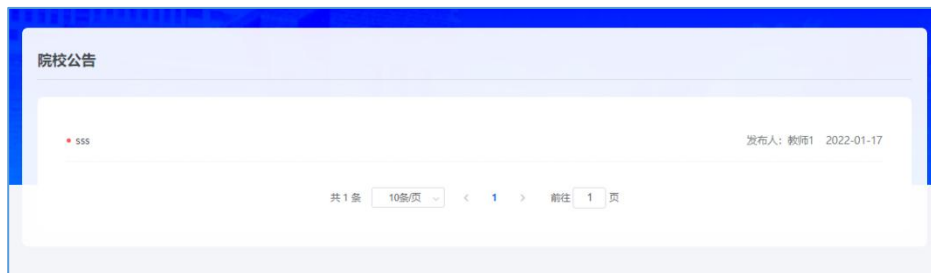 院校公告
sss 发布人：教师1 2022-01-17
共 1 条 10条/页 1 前往 1 页